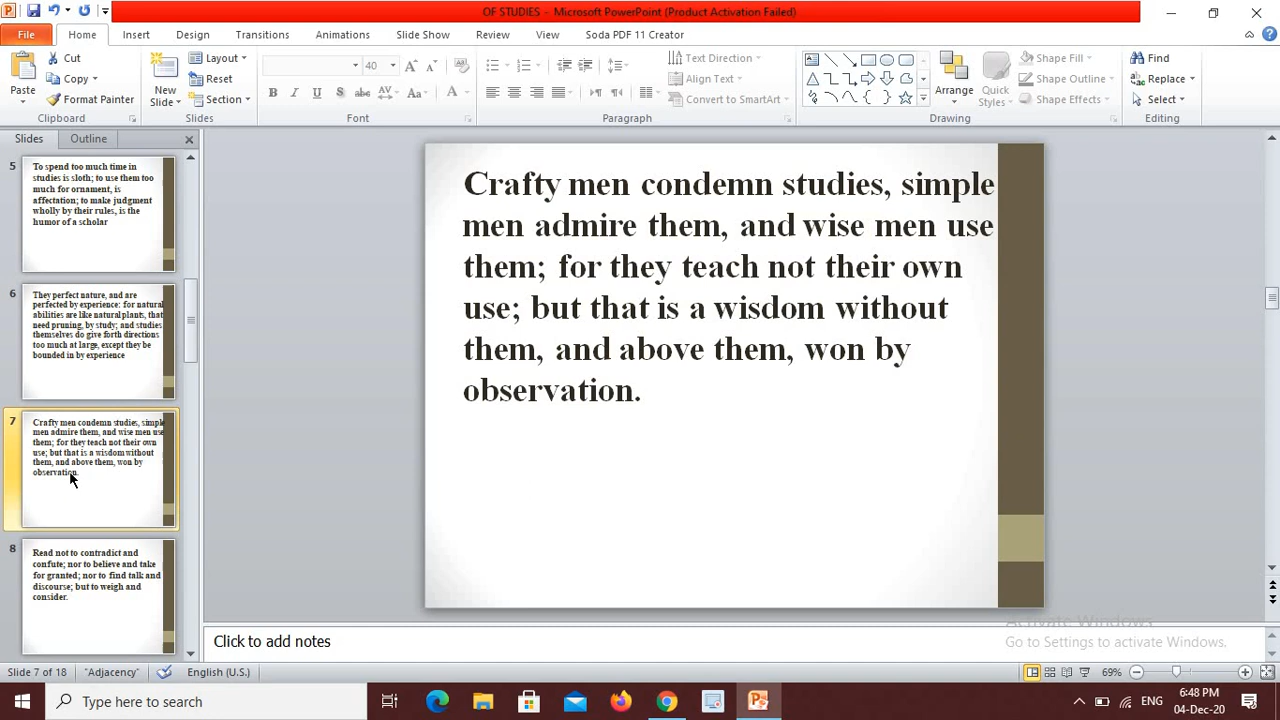 OF STUDIES - Microsoft PowerPoint (Product Activation Failed)
File Home Insert Design Transitions Animations Slide Show Review View Soda PDF 11 Creator
Cut
Copy
Format Painter
Paste
Clipboard
New Slide
Layout
Reset
Section
Slides
40
B I U S abc AV Aa A
Font
Text Direction
Align Text
Convert to SmartArt
Paragraph
Arrange
Quick Styles
Shape Fill
Shape Outline
Shape Effects
Drawing
Find
Replace
Select
Editing
Slides Outline
5
To spend too much time in
studies is sloth; to use them too
much for ornament, is
affectation; to make judgment
wholly by their rules, is the
humor of a scholar
6
They perfect nature, and are
perfected by experience: for natural
abilities are like natural plants, that
need pruning, by study; and studies
themselves do give forth directions
too much at large, except they be
bounded in by experience
7
Crafty men condemn studies, simple
men admire them, and wise men use
them; for they teach not their own
use; but that is a wisdom without
them, and above them, won by
observation.
8
Read not to contradict and
confute; nor to believe and take
for granted; nor to find talk and
discourse; but to weigh and
consider.
Crafty men condemn studies, simple
men admire them, and wise men use
them; for they teach not their own
use; but that is a wisdom without
them, and above them, won by
observation.
Click to add notes
Activate Windows
Go to Settings to activate Windows.
Slide 7 of 18 "Adjacency" English (U.S.) 69%
Type here to search
ENG
6:48 PM
04-Dec-20